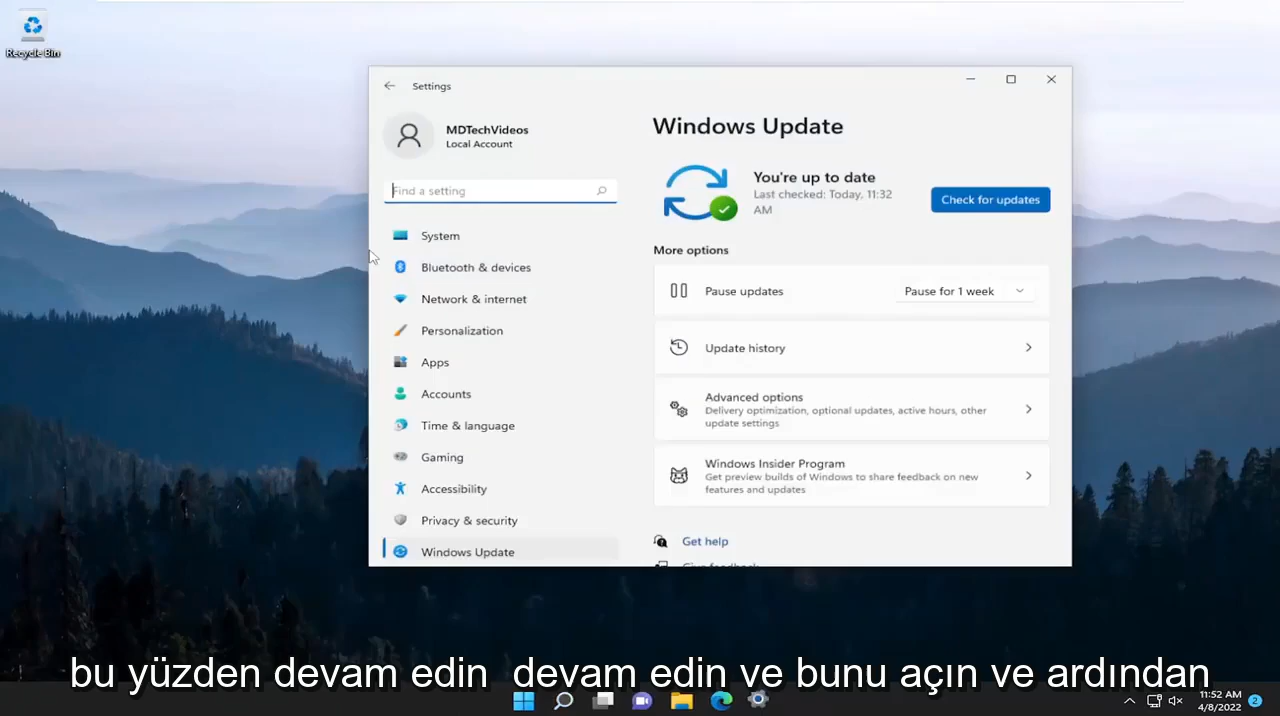 Recycle Bin
Settings
MDTechVideos
Local Account
Find a setting
System
Bluetooth & devices
Network & internet
Personalization
Apps
Accounts
Time & language
Gaming
Accessibility
Privacy & security
Windows Update
Windows Update
You're up to date
Last checked: Today, 11:32
AM
Check for updates
More options
Pause updates
Pause for 1 week
Update history
Advanced options
Delivery optimization, optional updates, active hours, other
update settings
Windows Insider Program
Get preview builds of Windows to share feedback on new
features and updates
Get help
Give feedback
bu yüzden devam edin devam edin ve bunu açın ve ardından
11:52 AM
4/8/2022
2